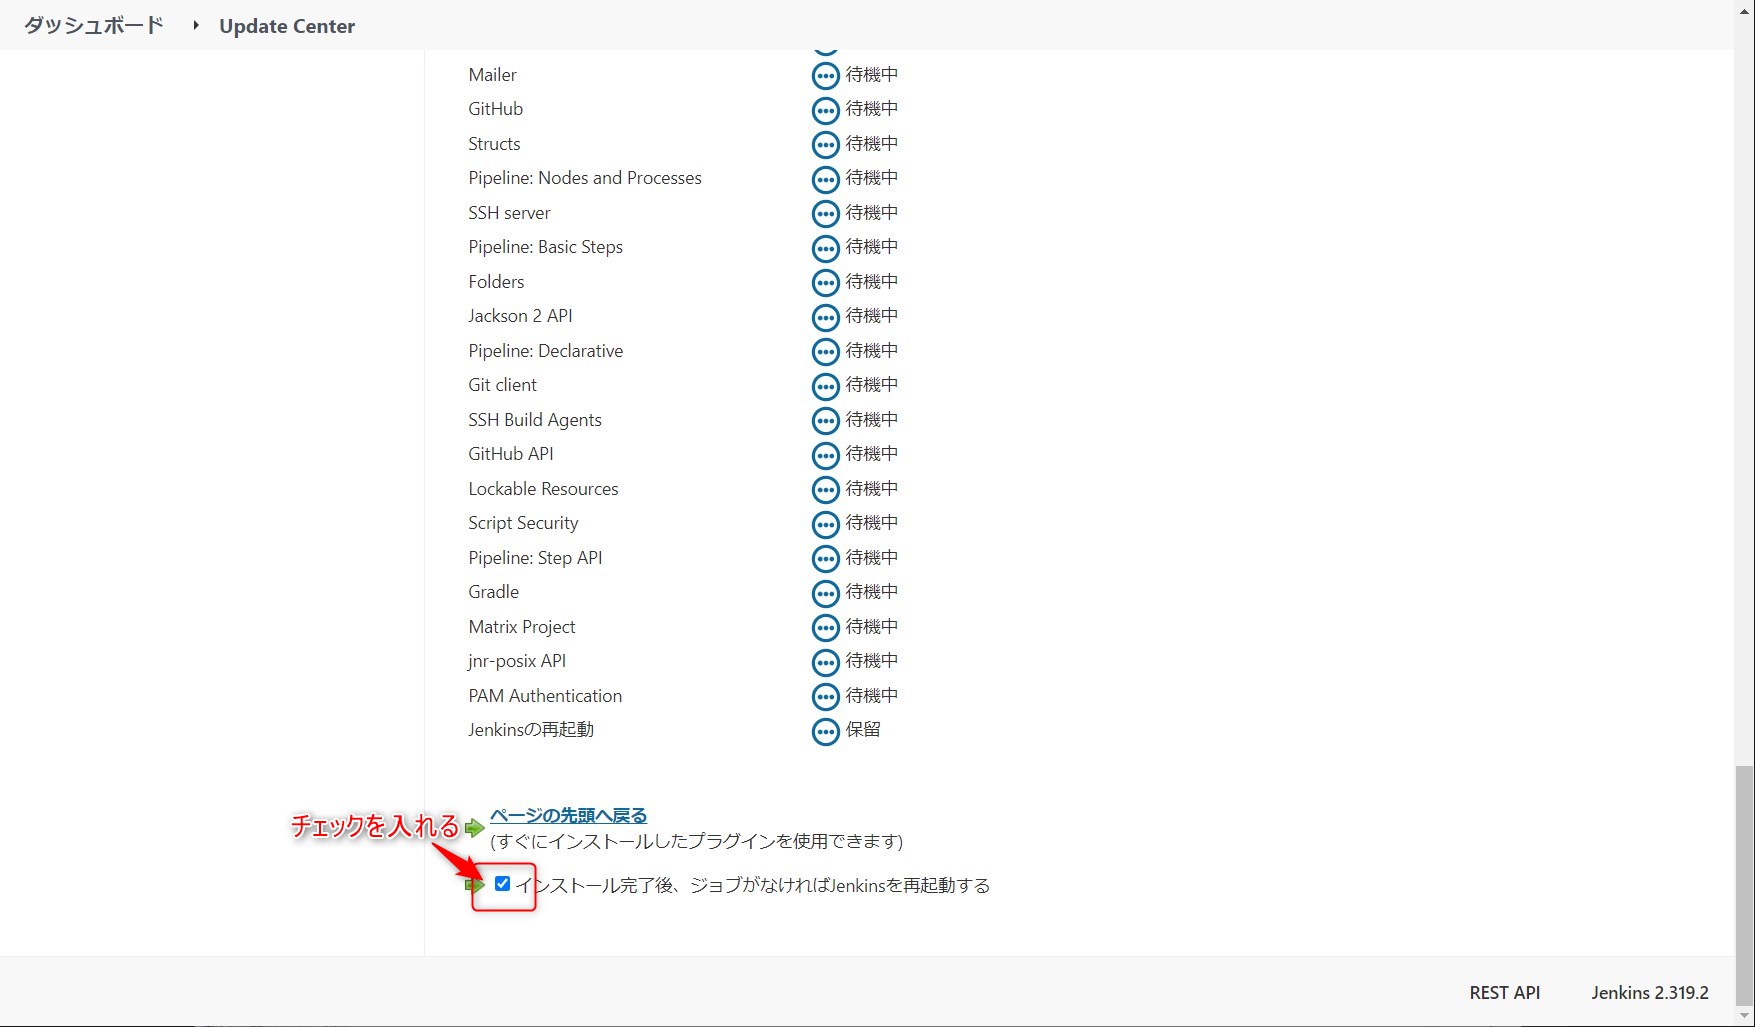 ダッシュボード Update Center
Mailer 待機中
GitHub 待機中
Structs 待機中
Pipeline: Nodes and Processes 待機中
SSH server 待機中
Pipeline: Basic Steps 待機中
Folders 待機中
Jackson 2 API 待機中
Pipeline: Declarative 待機中
Git client 待機中
SSH Build Agents 待機中
GitHub API 待機中
Lockable Resources 待機中
Script Security 待機中
Pipeline: Step API 待機中
Gradle 待機中
Matrix Project 待機中
jnr-posix API 待機中
PAM Authentication 待機中
Jenkinsの再起動 保留
ページの先頭へ戻る
チェックを入れる
(すぐにインストールしたプラグインを使用できます)
インストール完了後、ジョブがなければJenkinsを再起動する
REST API Jenkins 2.319.2